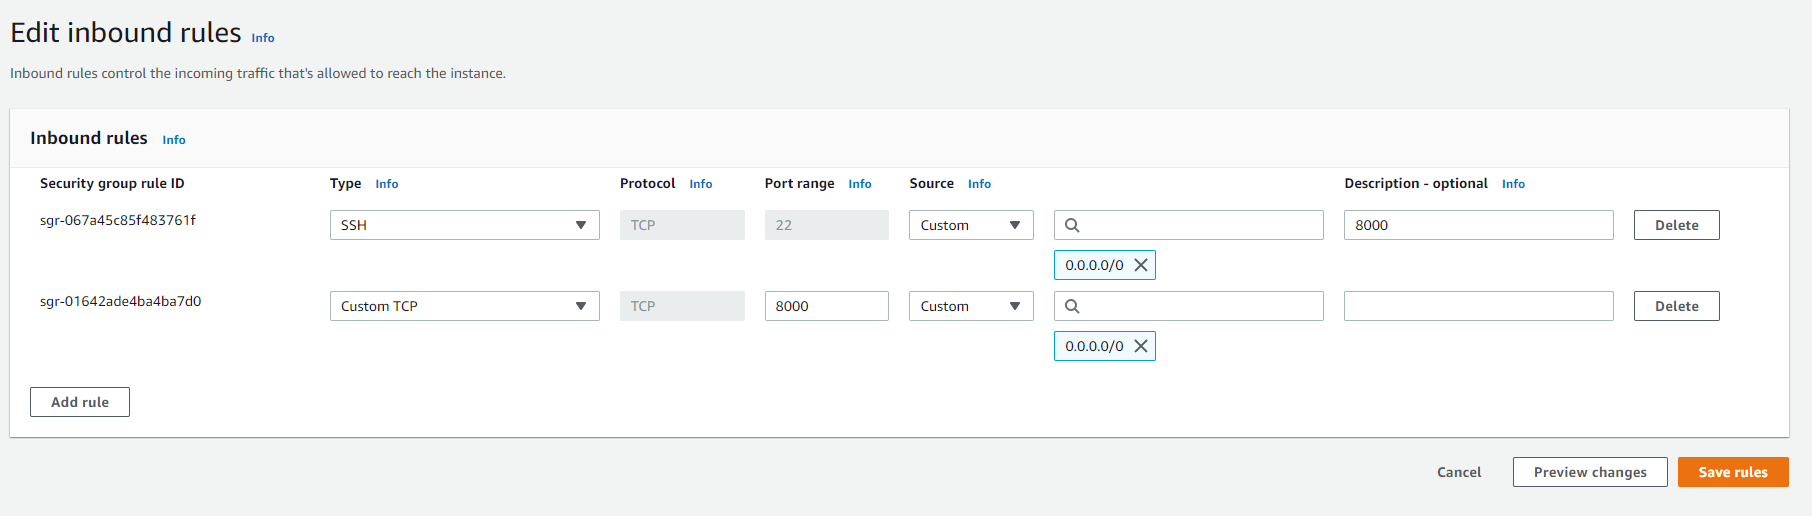 Edit inbound rules Info
Inbound rules control the incoming traffic that's allowed to reach the instance.
Inbound rules Info
Security group rule ID Type Info Protocol Info Port range Info Source Info Description - optional Info
sgr-067a45c85f483761f SSH TCP 22 Custom 8000 Delete
0.0.0.0/0
sgr-01642ade4ba4ba7d0 Custom TCP TCP 8000 Custom Delete
0.0.0.0/0
Add rule
Cancel Preview changes Save rules